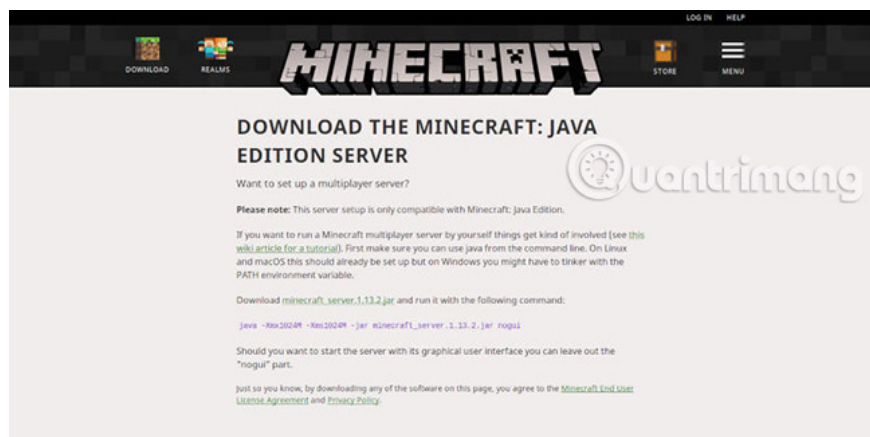 LOG IN HELP
DOWNLOAD REALMS MINECRAFT STORE MENU
DOWNLOAD THE MINECRAFT: JAVA
EDITION SERVER
Quantrimang
Want to set up a multiplayer server?
Please note: This server setup is only compatible with Minecraft: Java Edition.
If you want to run a Minecraft multiplayer server by yourself things get kind of involved (see this
wiki article for a tutorial). First make sure you can use java from the command line. On Linux
and macOS this should already be set up but on Windows you might have to tinker with the
PATH environment variable.
Download minecraft_server.1.13.2.jar and run it with the following command:
java -Xmx1024M -Xms1024M -jar minecraft_server.1.13.2.jar nogui
Should you want to start the server with its graphical user interface you can leave out the
"nogui" part.
Just so you know, by downloading any of the software on this page, you agree to the Minecraft End User
License Agreement and Privacy Policy.